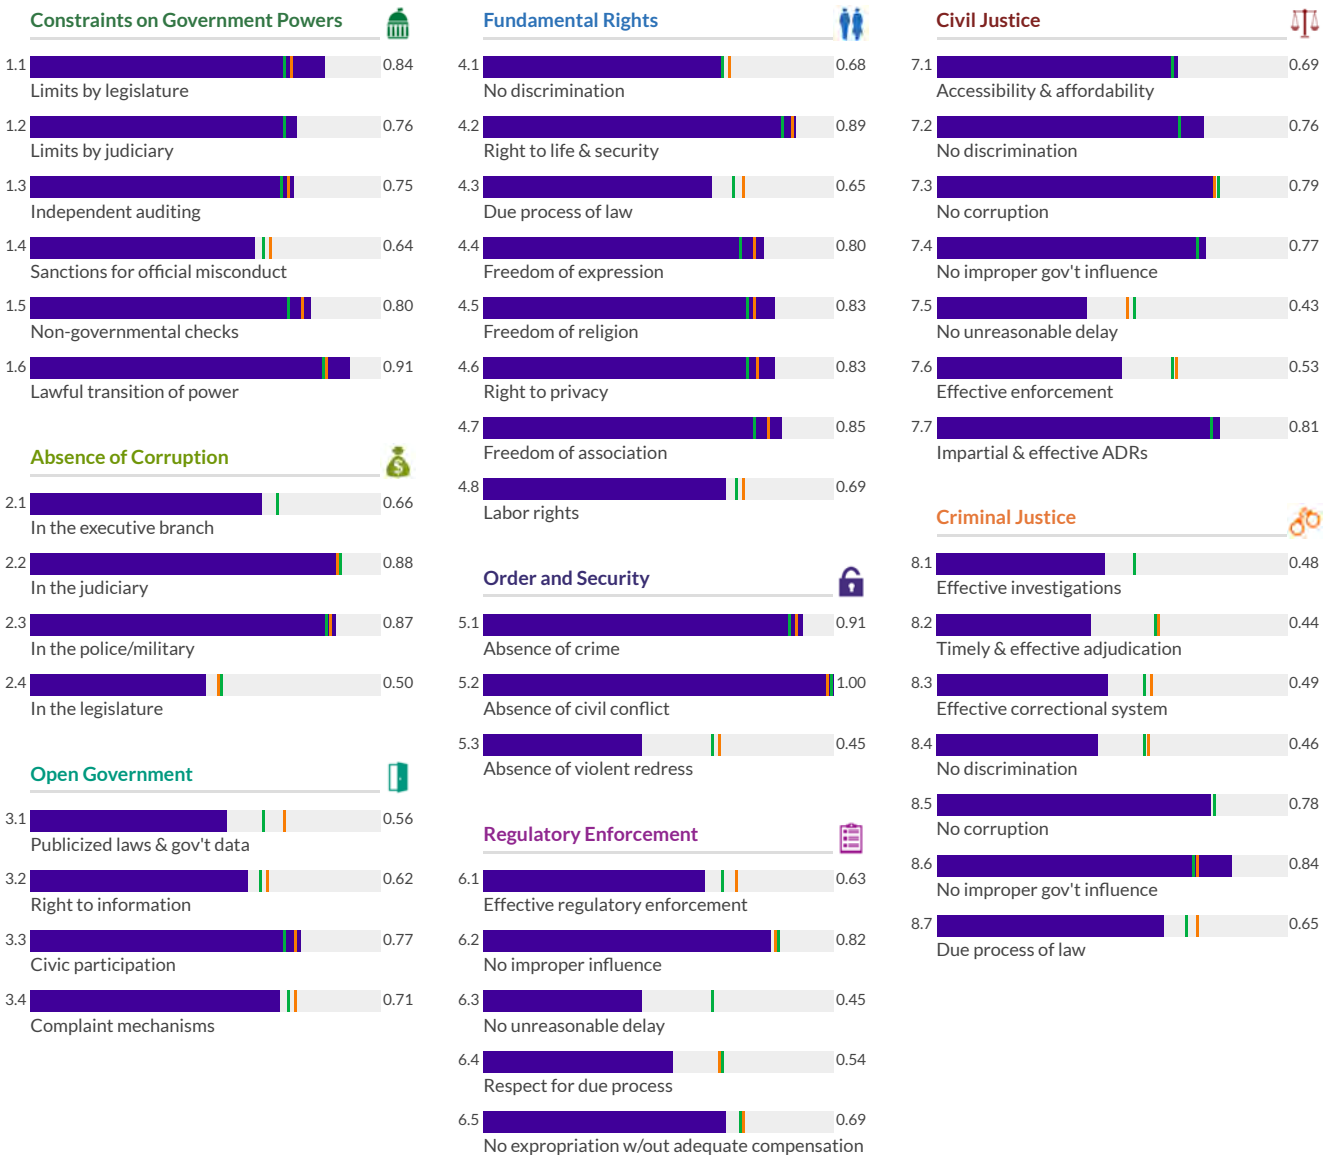 Constraints on Government Powers
1.1 0.84
Limits by legislature
1.2 0.76
Limits by judiciary
1.3 0.75
Independent auditing
1.4 0.64
Sanctions for official misconduct
1.5 0.80
Non-governmental checks
1.6 0.91
Lawful transition of power
Absence of Corruption
$
2.1 0.66
In the executive branch
2.2 0.88
In the judiciary
2.3 0.87
In the police/military
2.4 0.50
In the legislature
Open Government
3.1 0.56
Publicized laws & gov't data
3.2 0.62
Right to information
3.3 0.77
Civic participation
3.4 0.71
Complaint mechanisms
Fundamental Rights
4.1 0.68
No discrimination
4.2 0.89
Right to life & security
4.3 0.65
Due process of law
4.4 0.80
Freedom of expression
4.5 0.83
Freedom of religion
4.6 0.83
Right to privacy
4.7 0.85
Freedom of association
4.8 0.69
Labor rights
Order and Security
5.1 0.91
Absence of crime
5.2 1.00
Absence of civil conflict
5.3 0.45
Absence of violent redress
Regulatory Enforcement
6.1 0.63
Effective regulatory enforcement
6.2 0.82
No improper influence
6.3 0.45
No unreasonable delay
6.4 0.54
Respect for due process
6.5 0.69
No expropriation w/out adequate compensation
Civil Justice
7.1 0.69
Accessibility & affordability
7.2 0.76
No discrimination
7.3 0.79
No corruption
7.4 0.77
No improper gov't influence
7.5 0.43
No unreasonable delay
7.6 0.53
Effective enforcement
7.7 0.81
Impartial & effective ADRs
Criminal Justice
8.1 0.48
Effective investigations
8.2 0.44
Timely & effective adjudication
8.3 0.49
Effective correctional system
8.4 0.46
No discrimination
8.5 0.78
No corruption
8.6 0.84
No improper gov't influence
8.7 0.65
Due process of law